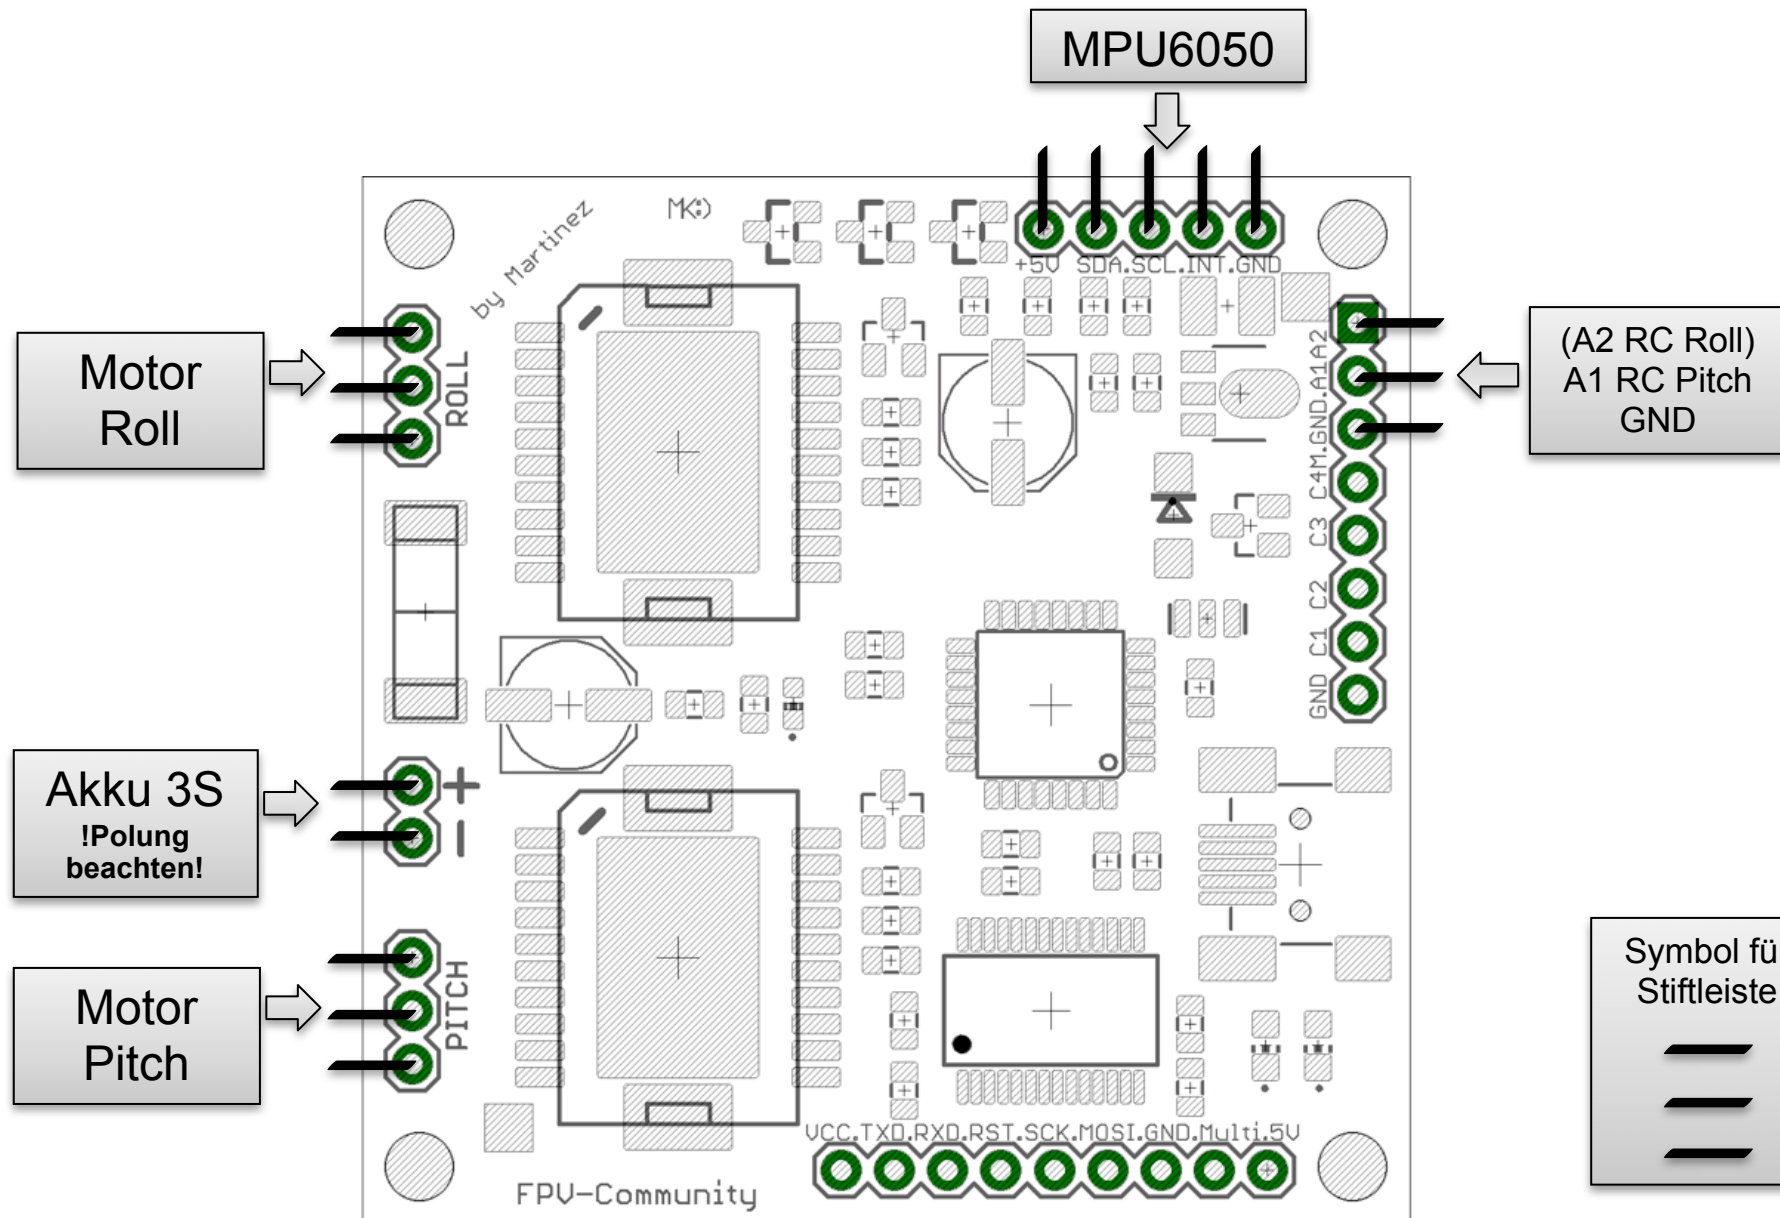 MPU6050
by Martinez
MK:)
+5V SDA.SCL.INT.GND
Motor
Roll
ROLL
(A2 RC Roll)
A1 RC Pitch
GND
GND C1 C2 C3 C4M.GND.A1A2
Akku 3S
!Polung
beachten!
+
−
Motor
Pitch
PITCH
Symbol fü
Stiftleiste
VCC.TXD.RXD.RST.SCK.MOSI.GND.Multi.5V
FPV-Community